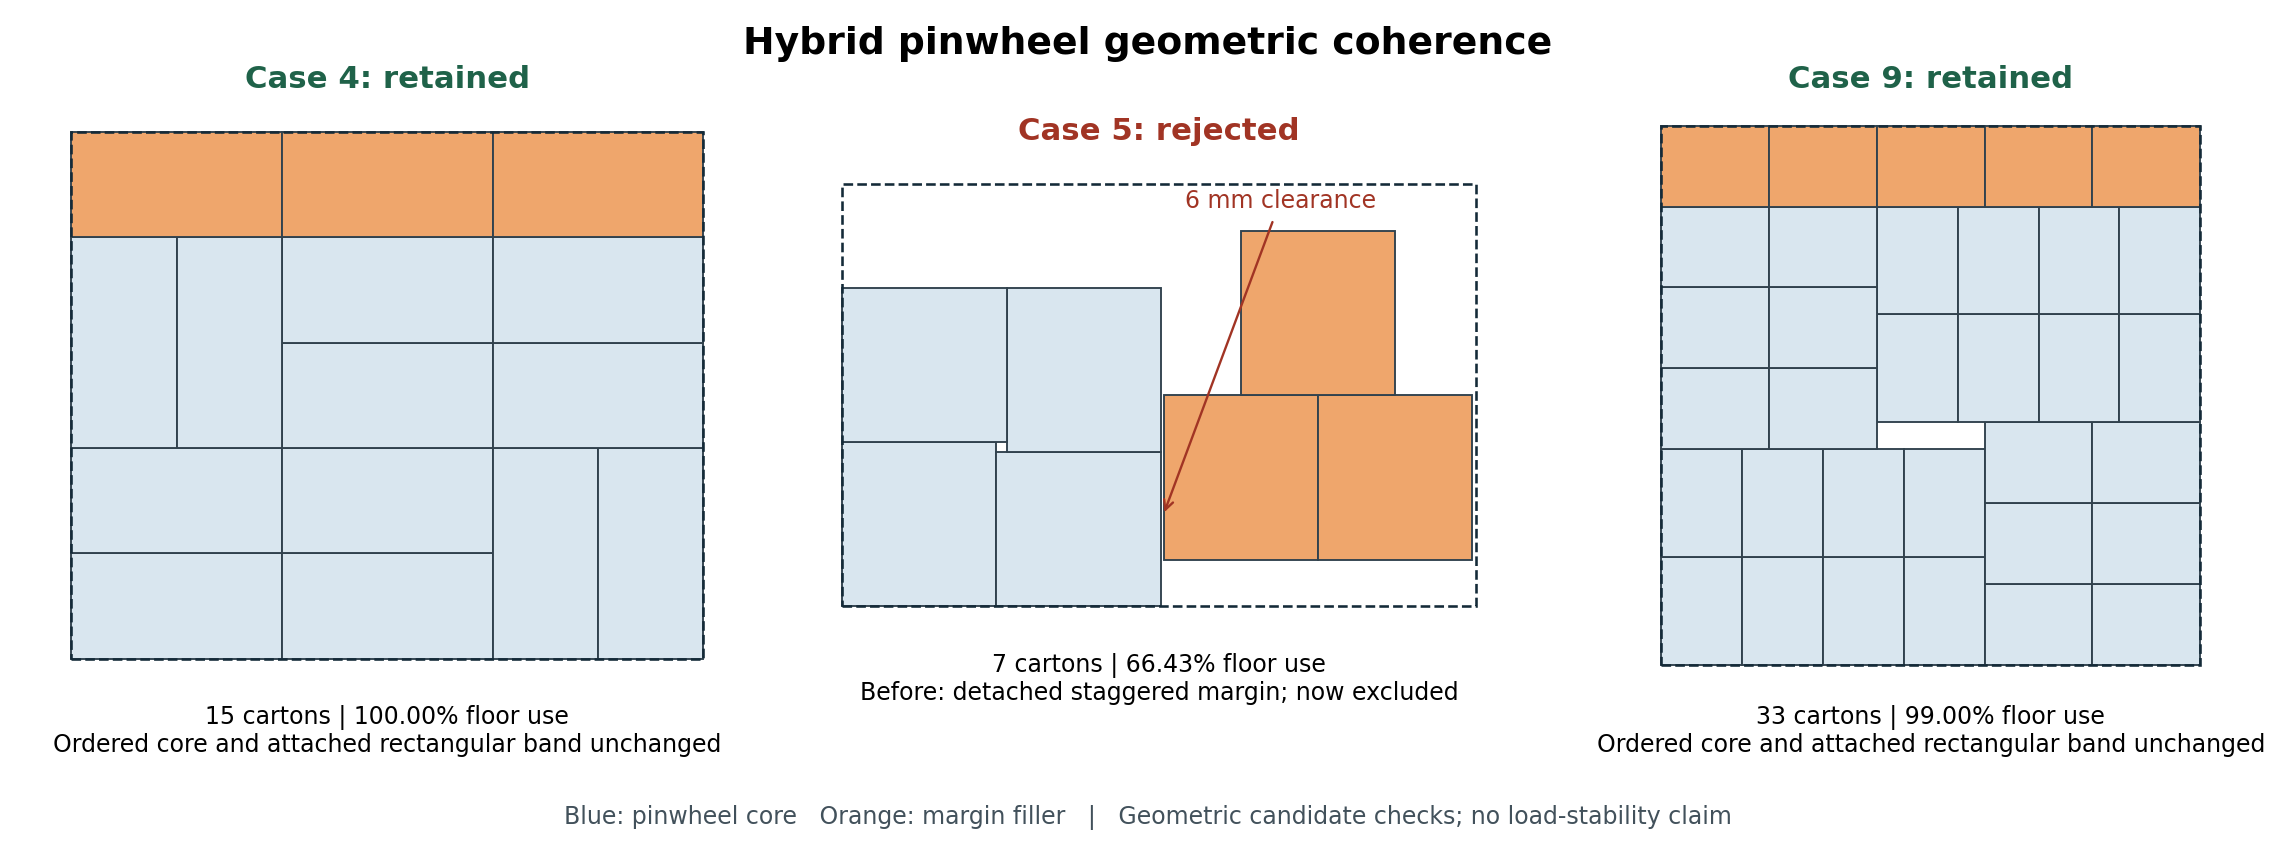 Hybrid pinwheel geometric coherence
Case 4: retained
15 cartons | 100.00% floor use
Ordered core and attached rectangular band unchanged
Case 5: rejected
6 mm clearance
7 cartons | 66.43% floor use
Before: detached staggered margin; now excluded
Case 9: retained
33 cartons | 99.00% floor use
Ordered core and attached rectangular band unchanged
Blue: pinwheel core   Orange: margin filler   |   Geometric candidate checks; no load-stability claim